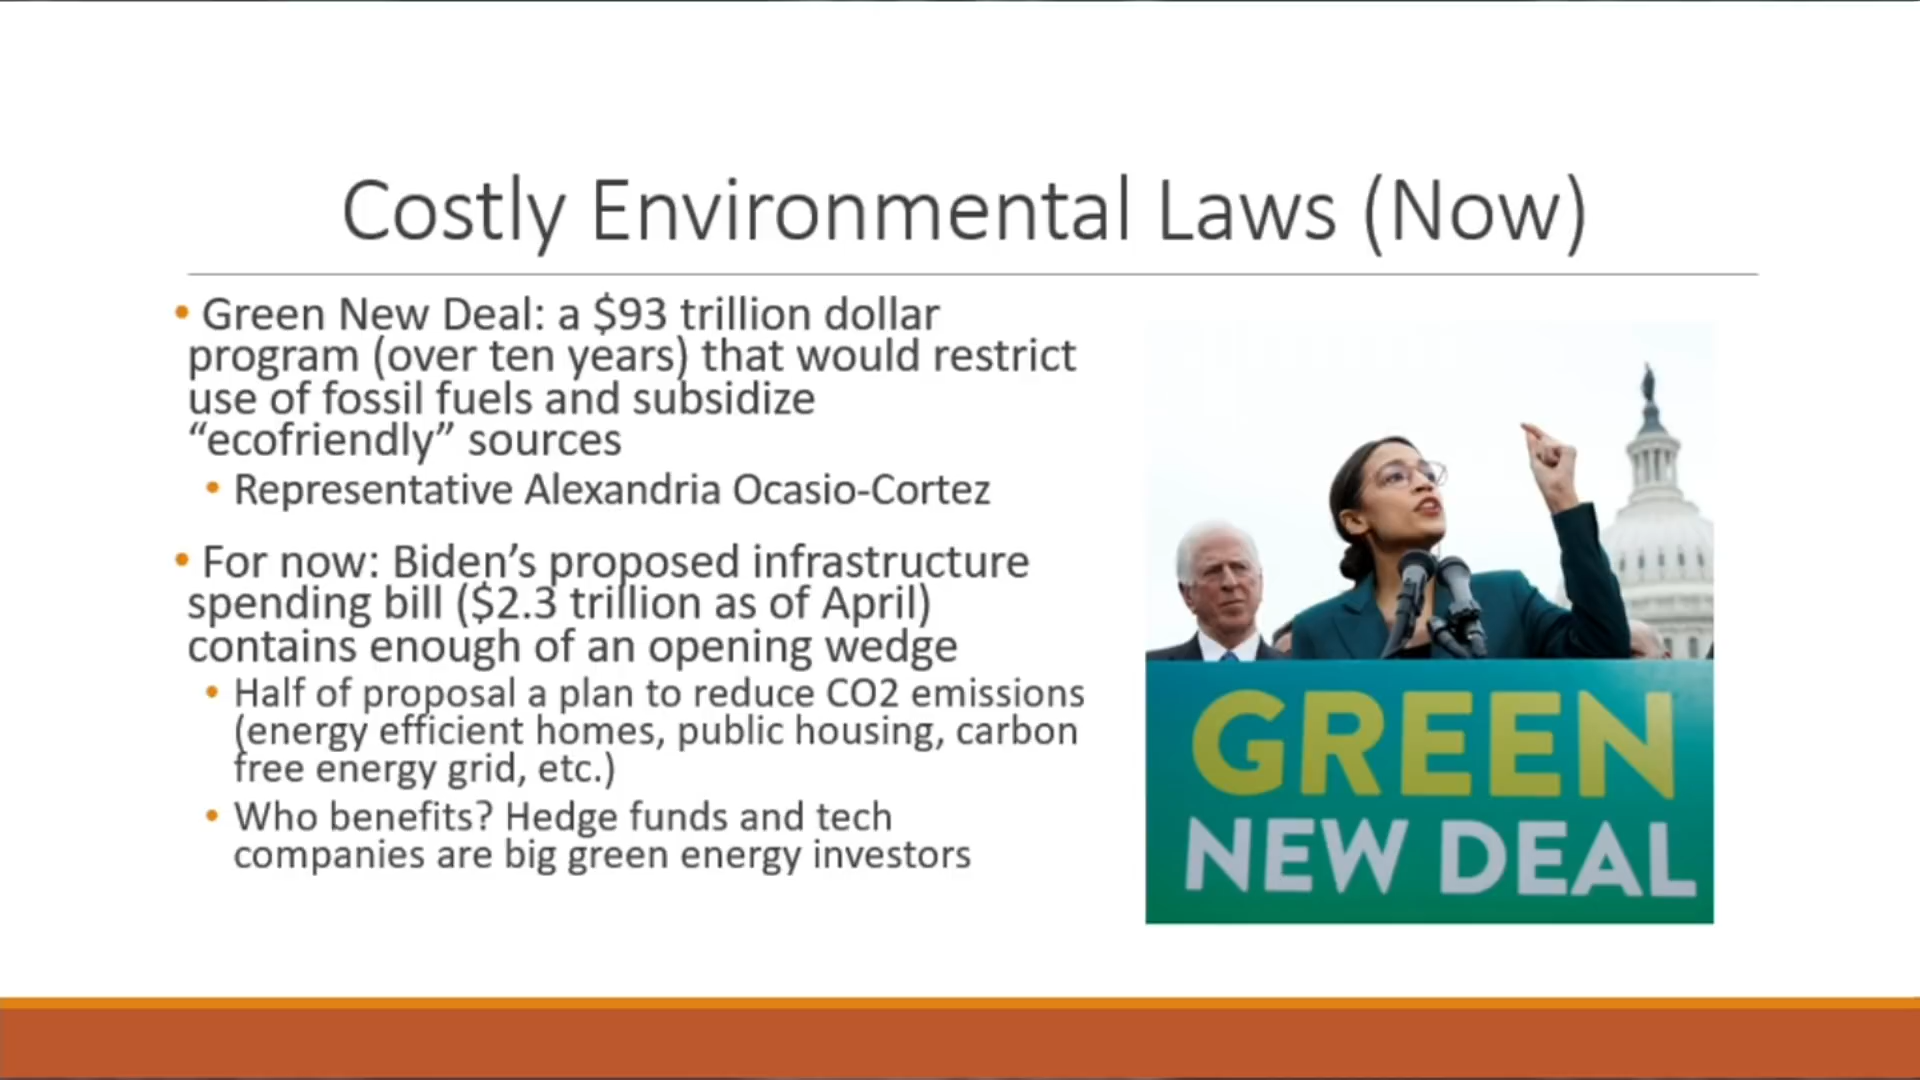 Costly Environmental Laws (Now)
• Green New Deal: a $93 trillion dollar
program (over ten years) that would restrict
use of fossil fuels and subsidize
“ecofriendly” sources
• Representative Alexandria Ocasio-Cortez
• For now: Biden’s proposed infrastructure
spending bill ($2.3 trillion as of April)
contains enough of an opening wedge
• Half of proposal a plan to reduce CO2 emissions
(energy efficient homes, public housing, carbon
free energy grid, etc.)
• Who benefits? Hedge funds and tech
companies are big green energy investors
GREEN
NEW DEAL